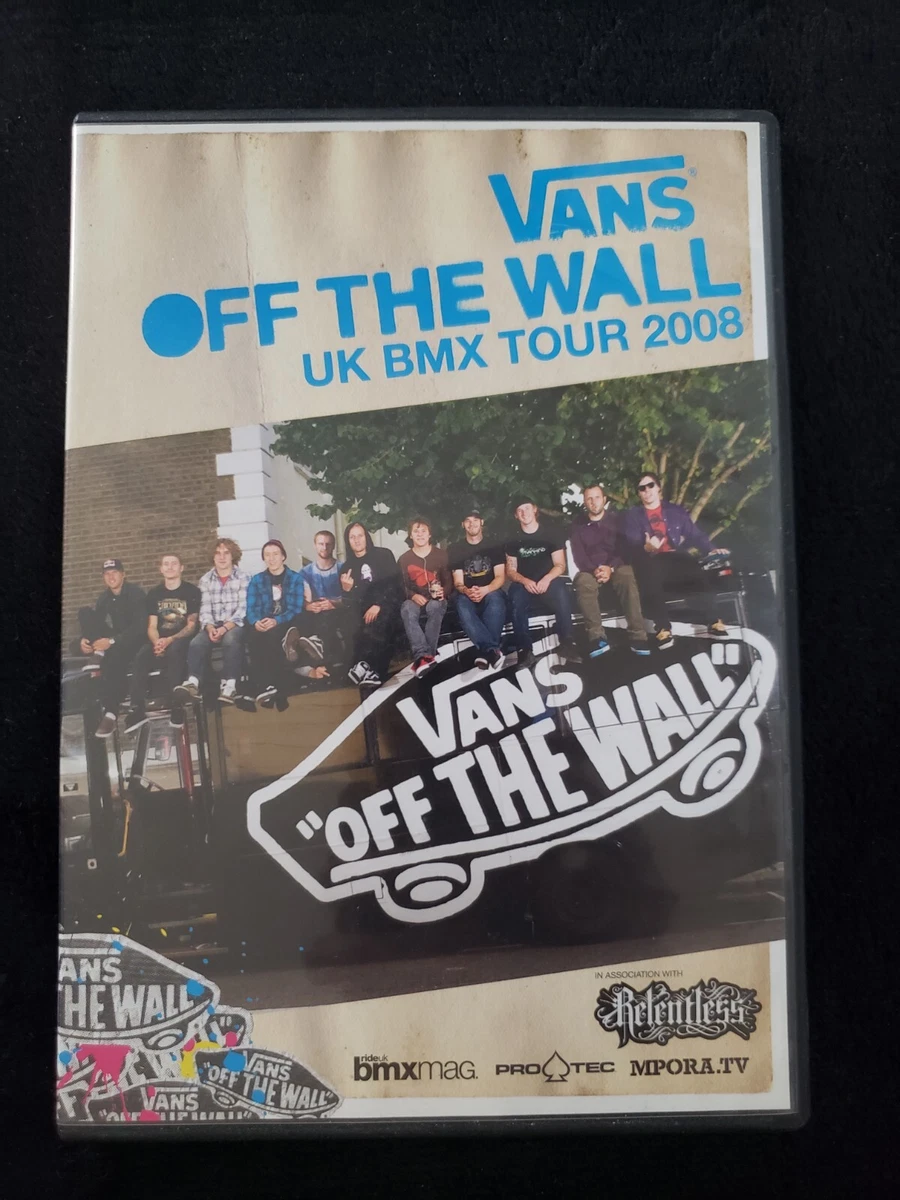 VANS®
OFF THE WALL
UK BMX TOUR 2008
VANS
"OFF THE WALL"
IN ASSOCIATION WITH
Relentless
rideuk
bmxmag.
PRO TEC
MPORA.TV
ANS
THE WALL
VANS
"OFF THE WALL"
VANS